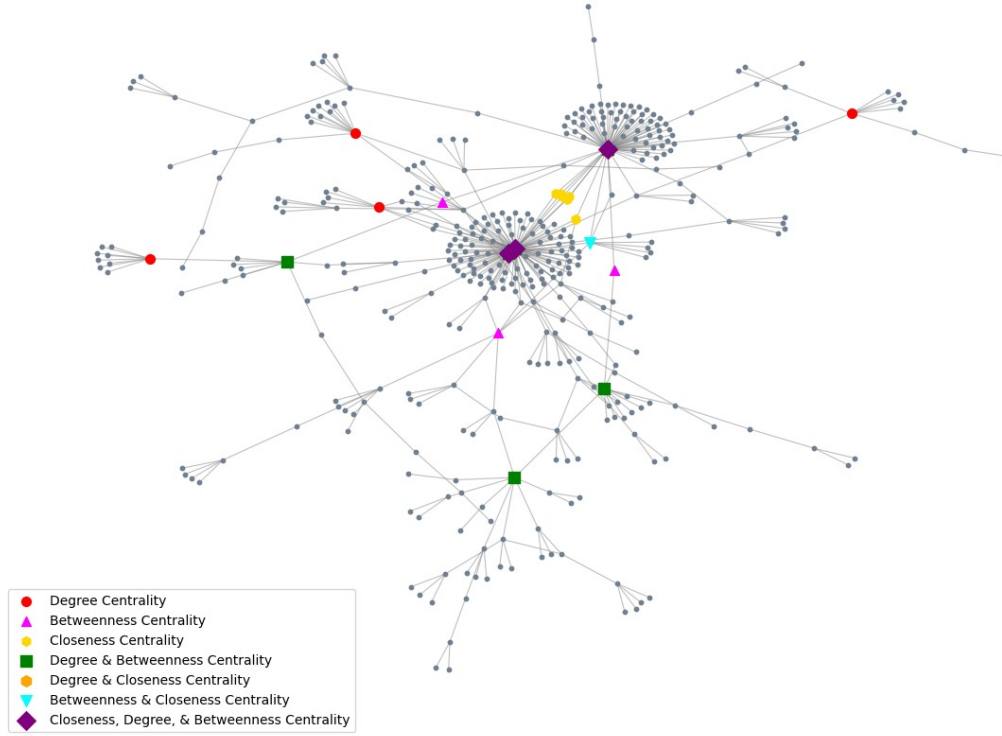 Degree Centrality
Betweenness Centrality
Closeness Centrality
Degree & Betweenness Centrality
Degree & Closeness Centrality
Betweenness & Closeness Centrality
Closeness, Degree, & Betweenness Centrality